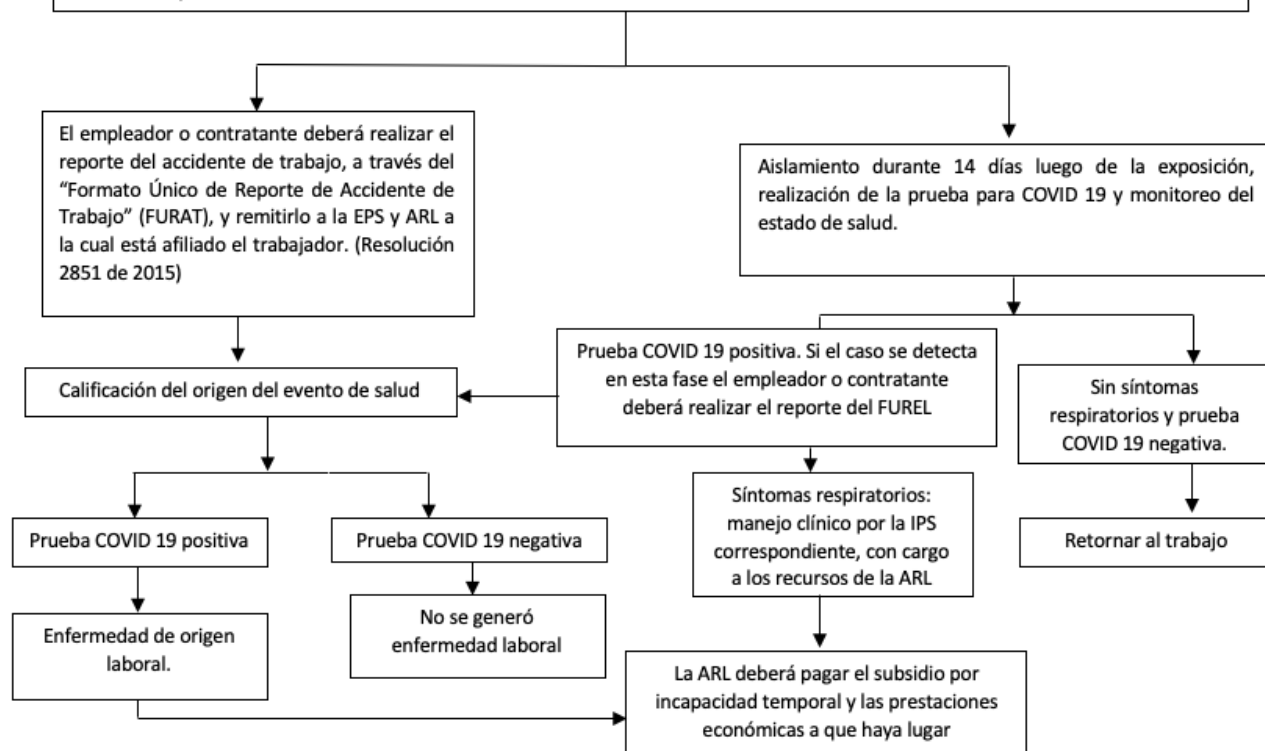 El empleador o contratante deberá realizar el
reporte del accidente de trabajo, a través del
“Formato Único de Reporte de Accidente de
Trabajo” (FURAT), y remitirlo a la EPS y ARL a
la cual está afiliado el trabajador. (Resolución
2851 de 2015)
Aislamiento durante 14 días luego de la exposición,
realización de la prueba para COVID 19 y monitoreo del
estado de salud.
Calificación del origen del evento de salud
Prueba COVID 19 positiva. Si el caso se detecta
en esta fase el empleador o contratante
deberá realizar el reporte del FUREL
Sin síntomas
respiratorios y prueba
COVID 19 negativa.
Prueba COVID 19 positiva
Prueba COVID 19 negativa
Síntomas respiratorios:
manejo clínico por la IPS
correspondiente, con cargo
a los recursos de la ARL
Retornar al trabajo
Enfermedad de origen
laboral.
No se generó
enfermedad laboral
La ARL deberá pagar el subsidio por
incapacidad temporal y las prestaciones
económicas a que haya lugar